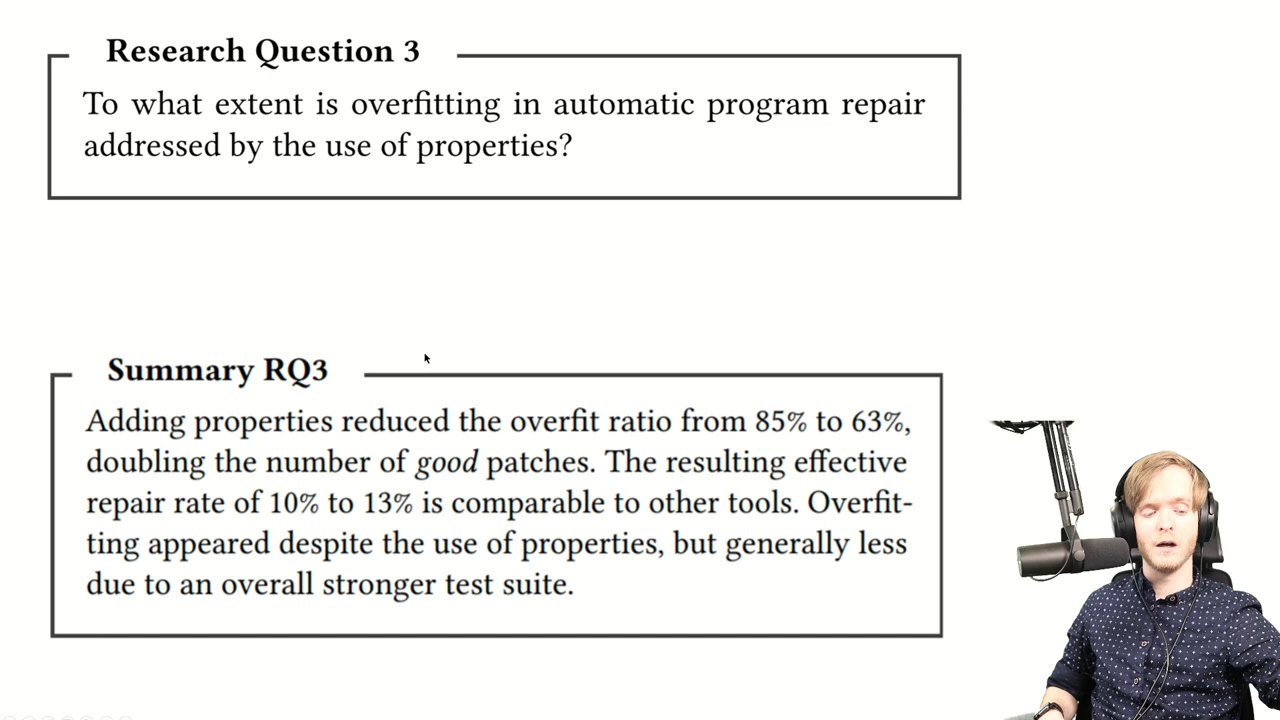 Research Question 3
To what extent is overfitting in automatic program repair
addressed by the use of properties?
Summary RQ3
Adding properties reduced the overfit ratio from 85% to 63%,
doubling the number of good patches. The resulting effective
repair rate of 10% to 13% is comparable to other tools. Overfit-
ting appeared despite the use of properties, but generally less
due to an overall stronger test suite.